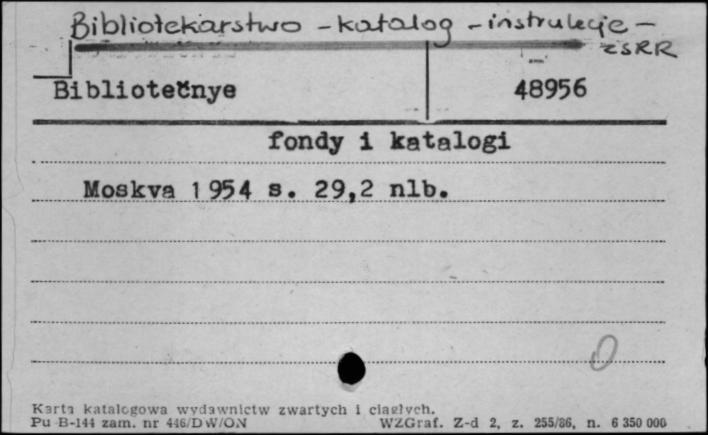 Bibliotekarstwo - katalog - instrukcje -
ZSRR
Bibliotečnye 48956
fondy i katalogi
Moskva 1954 s. 29,2 nlb.
0
Karta katalogowa wydawnictw zwartych i ciągłych.
Pu B-144 zam. nr 446/DW/ON WZGraf. Z-d 2, z. 255/86, n. 6 350 000